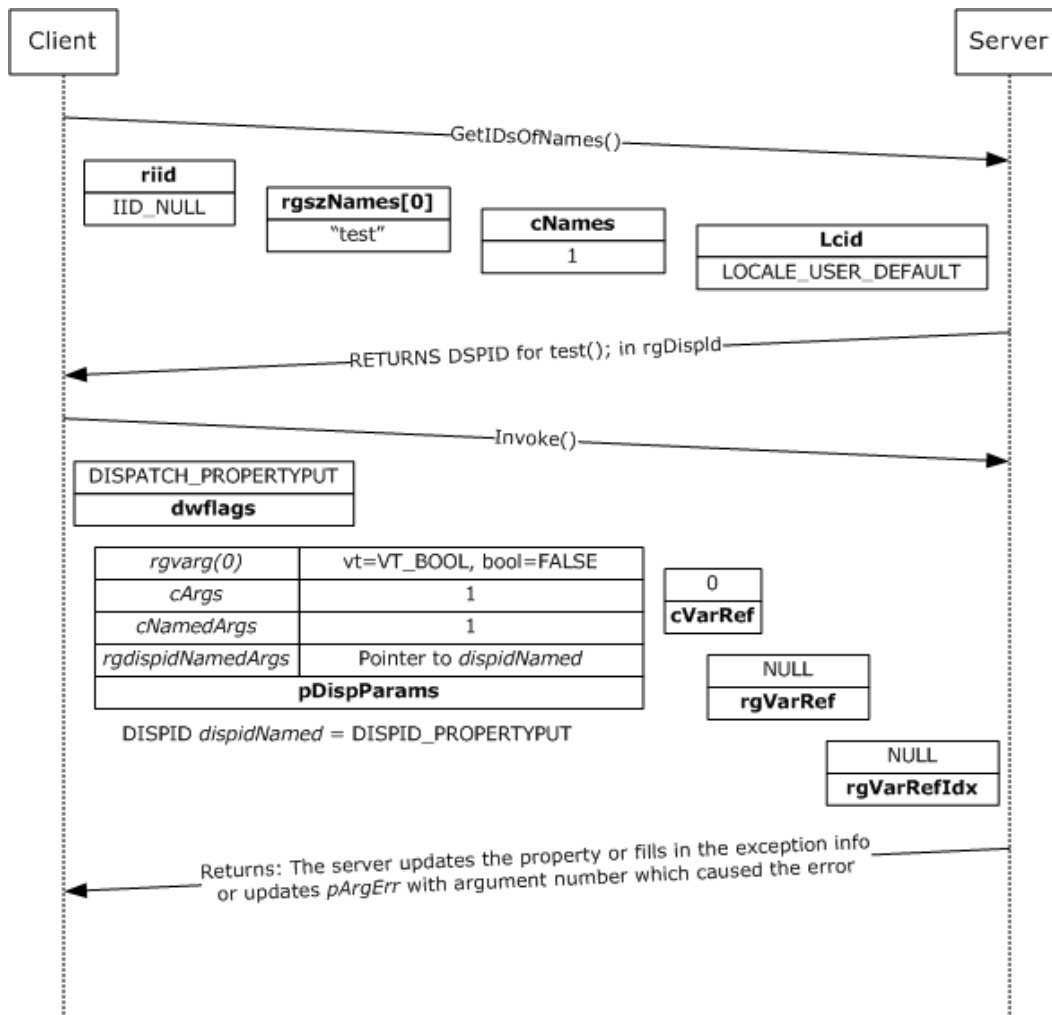 Client
Server
GetIDsOfNames()
riid
IID_NULL
rgszNames[0]
"test"
cNames
1
Lcid
LOCALE_USER_DEFAULT
RETURNS DSPID for test(); in rgDispId
Invoke()
DISPATCH_PROPERTYPUT
dwflags
rgvarg(0) vt=VT_BOOL, bool=FALSE
cArgs 1
cNamedArgs 1
rgdispidNamedArgs Pointer to dispidNamed
pDispParams
0
cVarRef
NULL
rgVarRef
DISPID dispidNamed = DISPID_PROPERTYPUT
NULL
rgVarRefIdx
Returns: The server updates the property or fills in the exception info
or updates pArgErr with argument number which caused the error